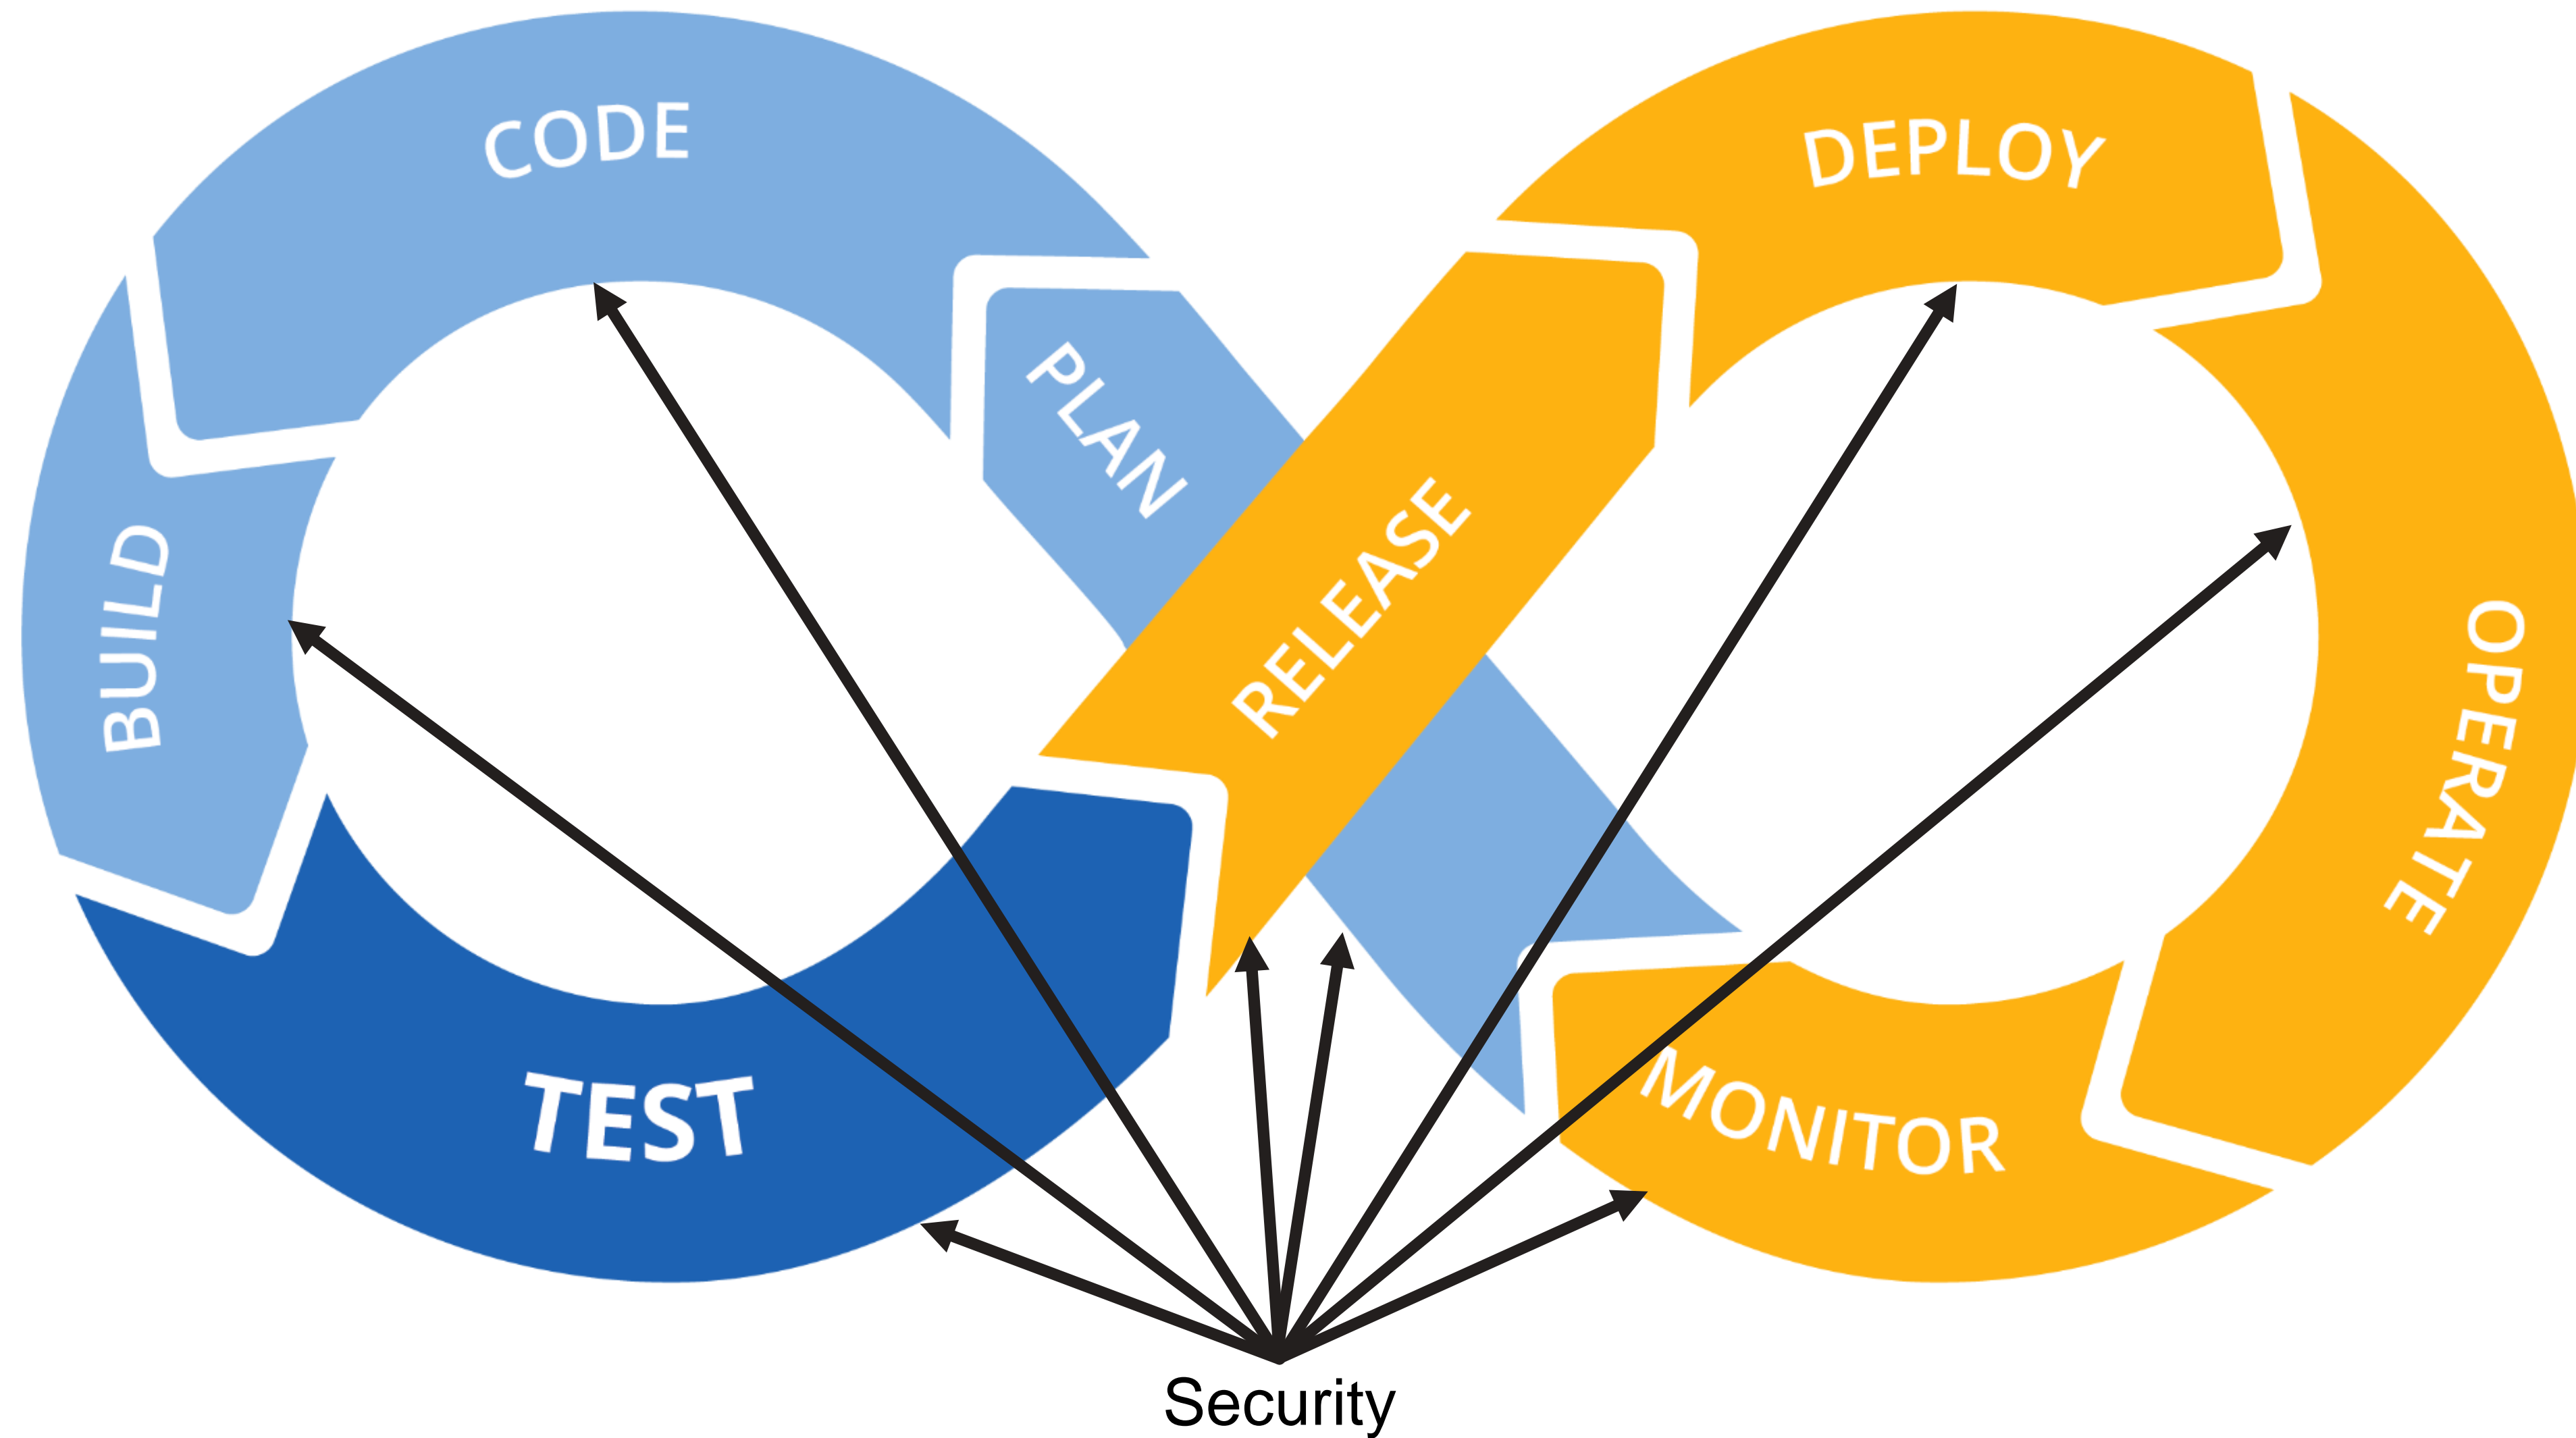 CODE
DEPLOY
PLAN
RELEASE
BUILD
OPERATE
TEST
MONITOR
Security